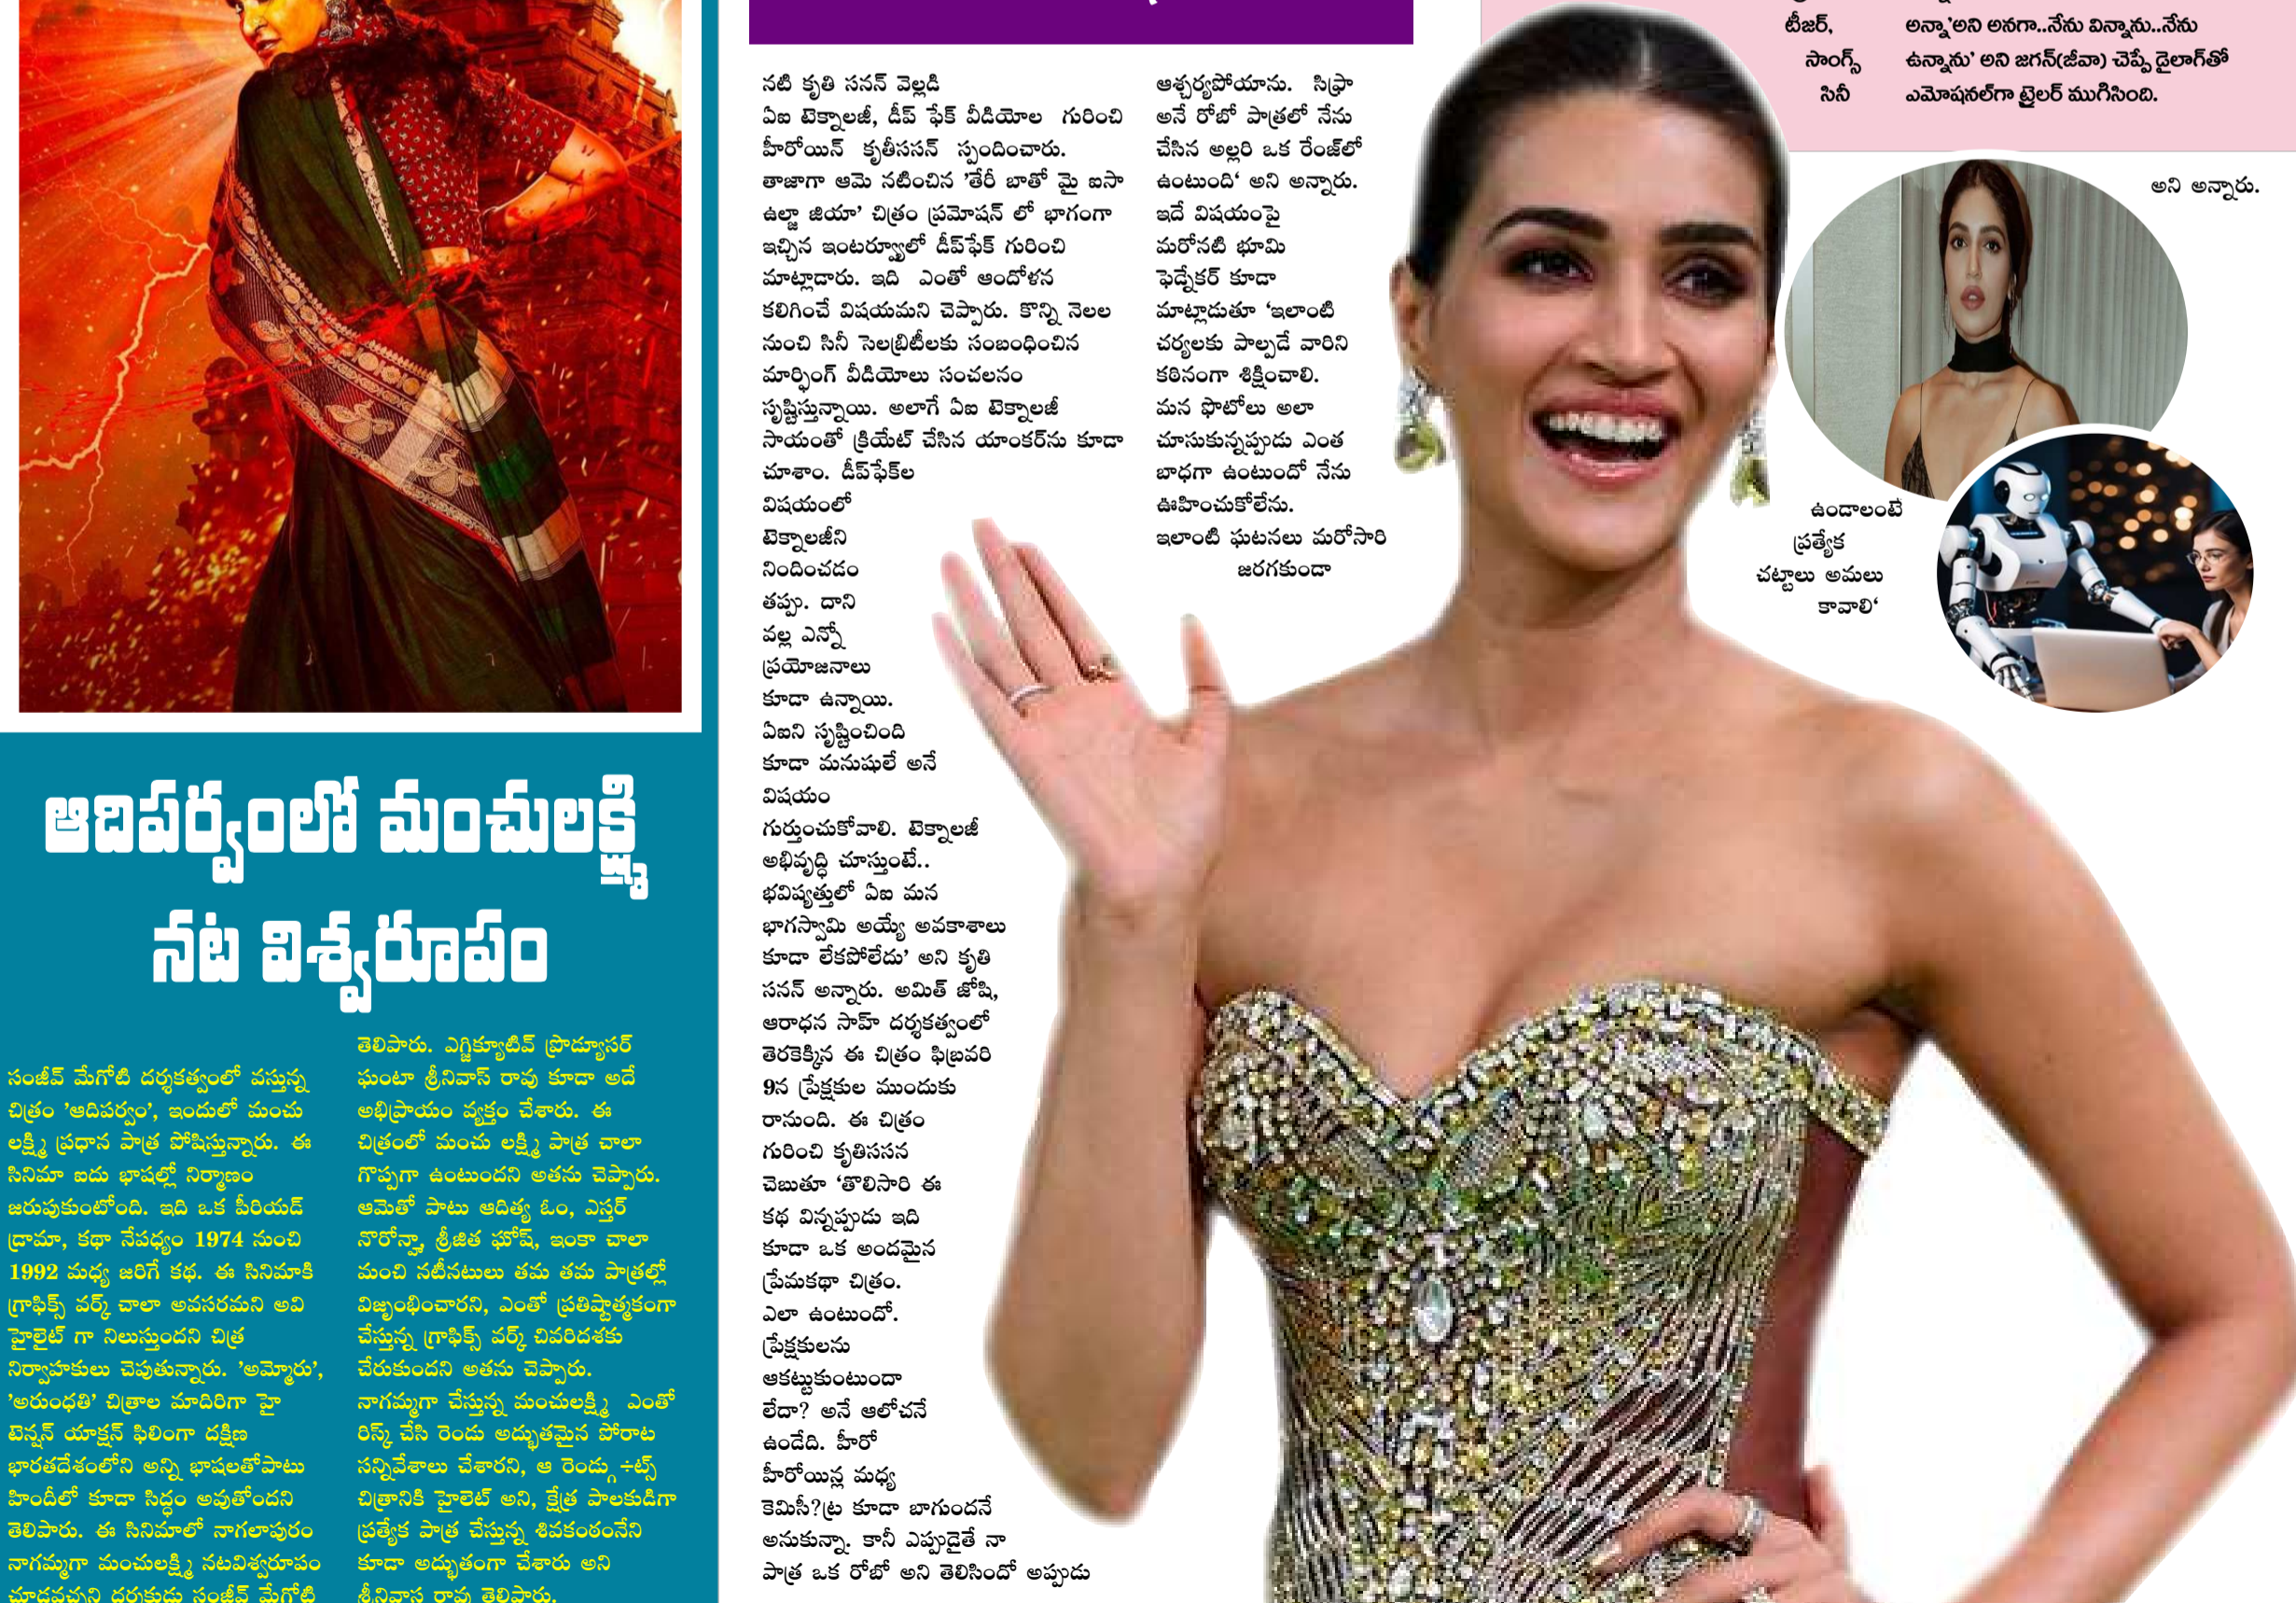 ఆదిపర్వంలో మంచులక్ష్మి
నట విశ్వరూపం
సంజీవ్ మేగోటి దర్శకత్వంలో వస్తున్న
చిత్రం 'ఆదిపర్వం', ఇందులో మంచు
లక్ష్మి ప్రధాన పాత్ర పోషిస్తున్నారు. ఈ
సినిమా ఐదు భాషల్లో నిర్మాణం
జరుపుకుంటోంది. ఇది ఒక పీరియడ్
డ్రామా, కథా నేపధ్యం 1974 నుంచి
1992 మధ్య జరిగే కథ. ఈ సినిమాకి
గ్రాఫిక్స్ వర్క్ చాలా అవసరమని అవి
హైలైట్ గా నిలుస్తుందని చిత్ర
నిర్వాహకులు చెపుతున్నారు. 'అమ్మోరు',
'అరుంధతి' చిత్రాల మాదిరిగా హై
టెన్షన్ యాక్షన్ ఫిలింగా దక్షిణ
భారతదేశంలోని అన్ని భాషలతోపాటు
హిందీలో కూడా సిద్ధం అవుతోందని
తెలిపారు. ఈ సినిమాలో నాగలాపురం
నాగమ్మగా మంచులక్ష్మి నటవిశ్వరూపం
చూడవచ్చని దర్శకుడు సంజీవ్ మేగోటి
తెలిపారు. ఎగ్జిక్యూటివ్ ప్రొడ్యూసర్
ఘంటా శ్రీనివాస్ రావు కూడా అదే
అభిప్రాయం వ్యక్తం చేశారు. ఈ
చిత్రంలో మంచు లక్ష్మి పాత్ర చాలా
గొప్పగా ఉంటుందని అతను చెప్పారు.
ఆమెతో పాటు ఆదిత్య ఓం, ఎస్తర్
నొరోన్హా, శ్రీజిత ఘోష్, ఇంకా చాలా
మంచి నటీనటులు తమ తమ పాత్రల్లో
విజృంభించారని, ఎంతో ప్రతిష్టాత్మకంగా
చేస్తున్న గ్రాఫిక్స్ వర్క్ చివరిదశకు
చేరుకుందని అతను చెప్పారు.
నాగమ్మగా చేస్తున్న మంచులక్ష్మి ఎంతో
రిస్క్ చేసి రెండు అద్భుతమైన పోరాట
సన్నివేశాలు చేశారని, ఆ రెండ్గు ÷ట్స్
చిత్రానికి హైలెట్ అని, క్షేత్ర పాలకుడిగా
ప్రత్యేక పాత్ర చేస్తున్న శివకంఠంనేని
కూడా అద్భుతంగా చేశారు అని
శ్రీనివాస రావు తెలిపారు.
నటి కృతి సనన్ వెల్లడి
ఏఐ టెక్నాలజీ, డీప్ ఫేక్ వీడియోల గురించి
హీరోయిన్ కృతీససన్ స్పందించారు.
తాజాగా ఆమె నటించిన 'తేరీ బాతో మై ఐసా
ఉల్జా జియా' చిత్రం ప్రమోషన్ లో భాగంగా
ఇచ్చిన ఇంటర్వ్యూలో డీప్‌ఫేక్ గురించి
మాట్లాడారు. ఇది ఎంతో ఆందోళన
కలిగించే విషయమని చెప్పారు. కొన్ని నెలల
నుంచి సినీ సెలబ్రిటీలకు సంబంధించిన
మార్ఫింగ్ వీడియోలు సంచలనం
సృష్టిస్తున్నాయి. అలాగే ఏఐ టెక్నాలజీ
సాయంతో క్రియేట్ చేసిన యాంకర్‌ను కూడా
చూశాం. డీప్‌ఫేక్‌ల
విషయంలో
టెక్నాలజీని
నిందించడం
తప్పు. దాని
వల్ల ఎన్నో
ప్రయోజనాలు
కూడా ఉన్నాయి.
ఏఐని సృష్టించింది
కూడా మనుషులే అనే
విషయం
గుర్తుంచుకోవాలి. టెక్నాలజీ
అభివృద్ధి చూస్తుంటే..
భవిష్యత్తులో ఏఐ మన
భాగస్వామి అయ్యే అవకాశాలు
కూడా లేకపోలేదు' అని కృతి
సనన్ అన్నారు. అమిత్ జోషి,
ఆరాధన సాహ్ దర్శకత్వంలో
తెరకెక్కిన ఈ చిత్రం ఫిబ్రవరి
9న ప్రేక్షకుల ముందుకు
రానుంది. ఈ చిత్రం
గురించి కృతిససన
చెబుతూ 'తొలిసారి ఈ
కథ విన్నప్పుడు ఇది
కూడా ఒక అందమైన
ప్రేమకథా చిత్రం.
ఎలా ఉంటుందో.
ప్రేక్షకులను
ఆకట్టుకుంటుందా
లేదా? అనే ఆలోచనే
ఉండేది. హీరో
హీరోయిన్ల మధ్య
కెమిసీ?ట్రి కూడా బాగుందనే
అనుకున్నా. కానీ ఎప్పుడైతే నా
పాత్ర ఒక రోబో అని తెలిసిందో అప్పుడు
ఆశ్చర్యపోయాను. సిఫ్రా
అనే రోబో పాత్రలో నేను
చేసిన అల్లరి ఒక రేంజ్‌లో
ఉంటుంది' అని అన్నారు.
ఇదే విషయంపై
మరోనటి భూమి
ఫెడ్నేకర్ కూడా
మాట్లాడుతూ 'ఇలాంటి
చర్యలకు పాల్పడే వారిని
కఠినంగా శిక్షించాలి.
మన ఫొటోలు అలా
చూసుకున్నప్పుడు ఎంత
బాధగా ఉంటుందో నేను
ఊహించుకోలేను.
ఇలాంటి ఘటనలు మరోసారి
జరగకుండా
ఉండాలంటే
ప్రత్యేక
చట్టాలు అమలు
కావాలి'
అని అన్నారు.
టీజర్,
సాంగ్స్
సినీ
అన్నా'అని అనగా..నేను విన్నాను..నేను
ఉన్నాను' అని జగన్(జీవా) చెప్పే డైలాగ్‌తో
ఎమోషనల్‌గా ట్రైలర్ ముగిసింది.